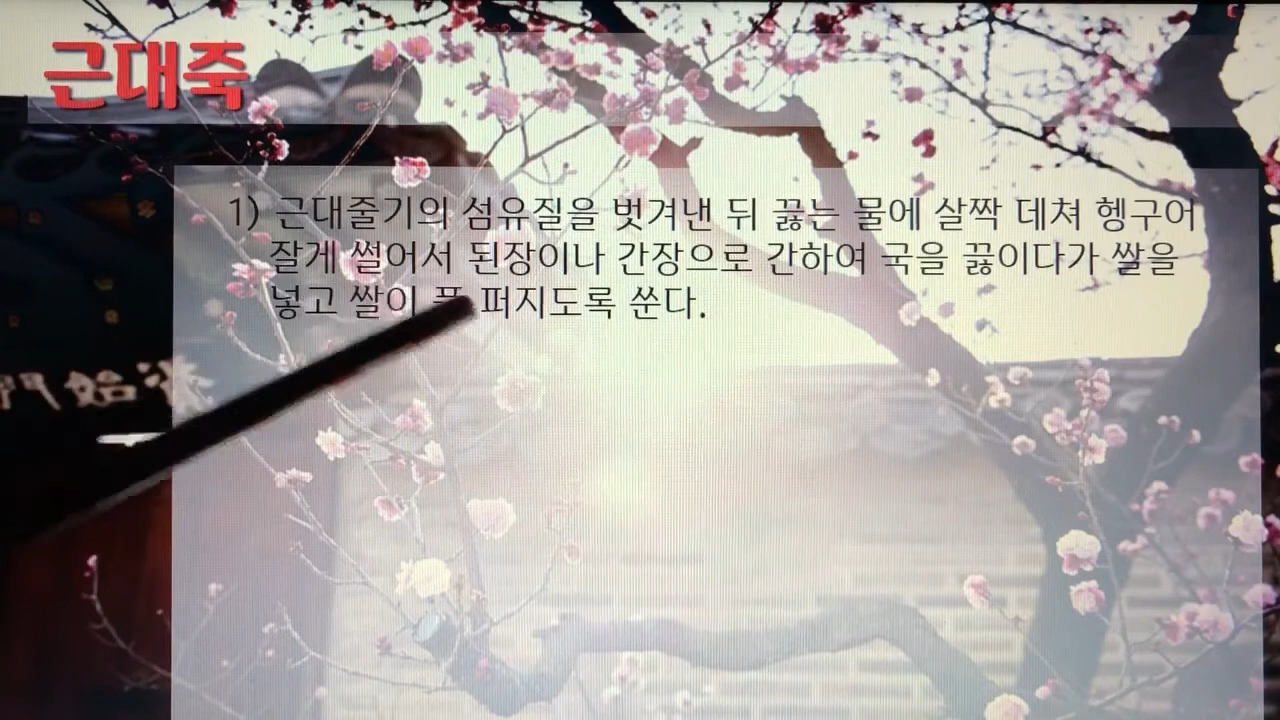 근대죽
1) 근대줄기의 섬유질을 벗겨낸 뒤 끓는 물에 살짝 데쳐 헹구어
잘게 썰어서 된장이나 간장으로 간하여 국을 끓이다가 쌀을
넣고 쌀이 퍼지도록 쑨다.